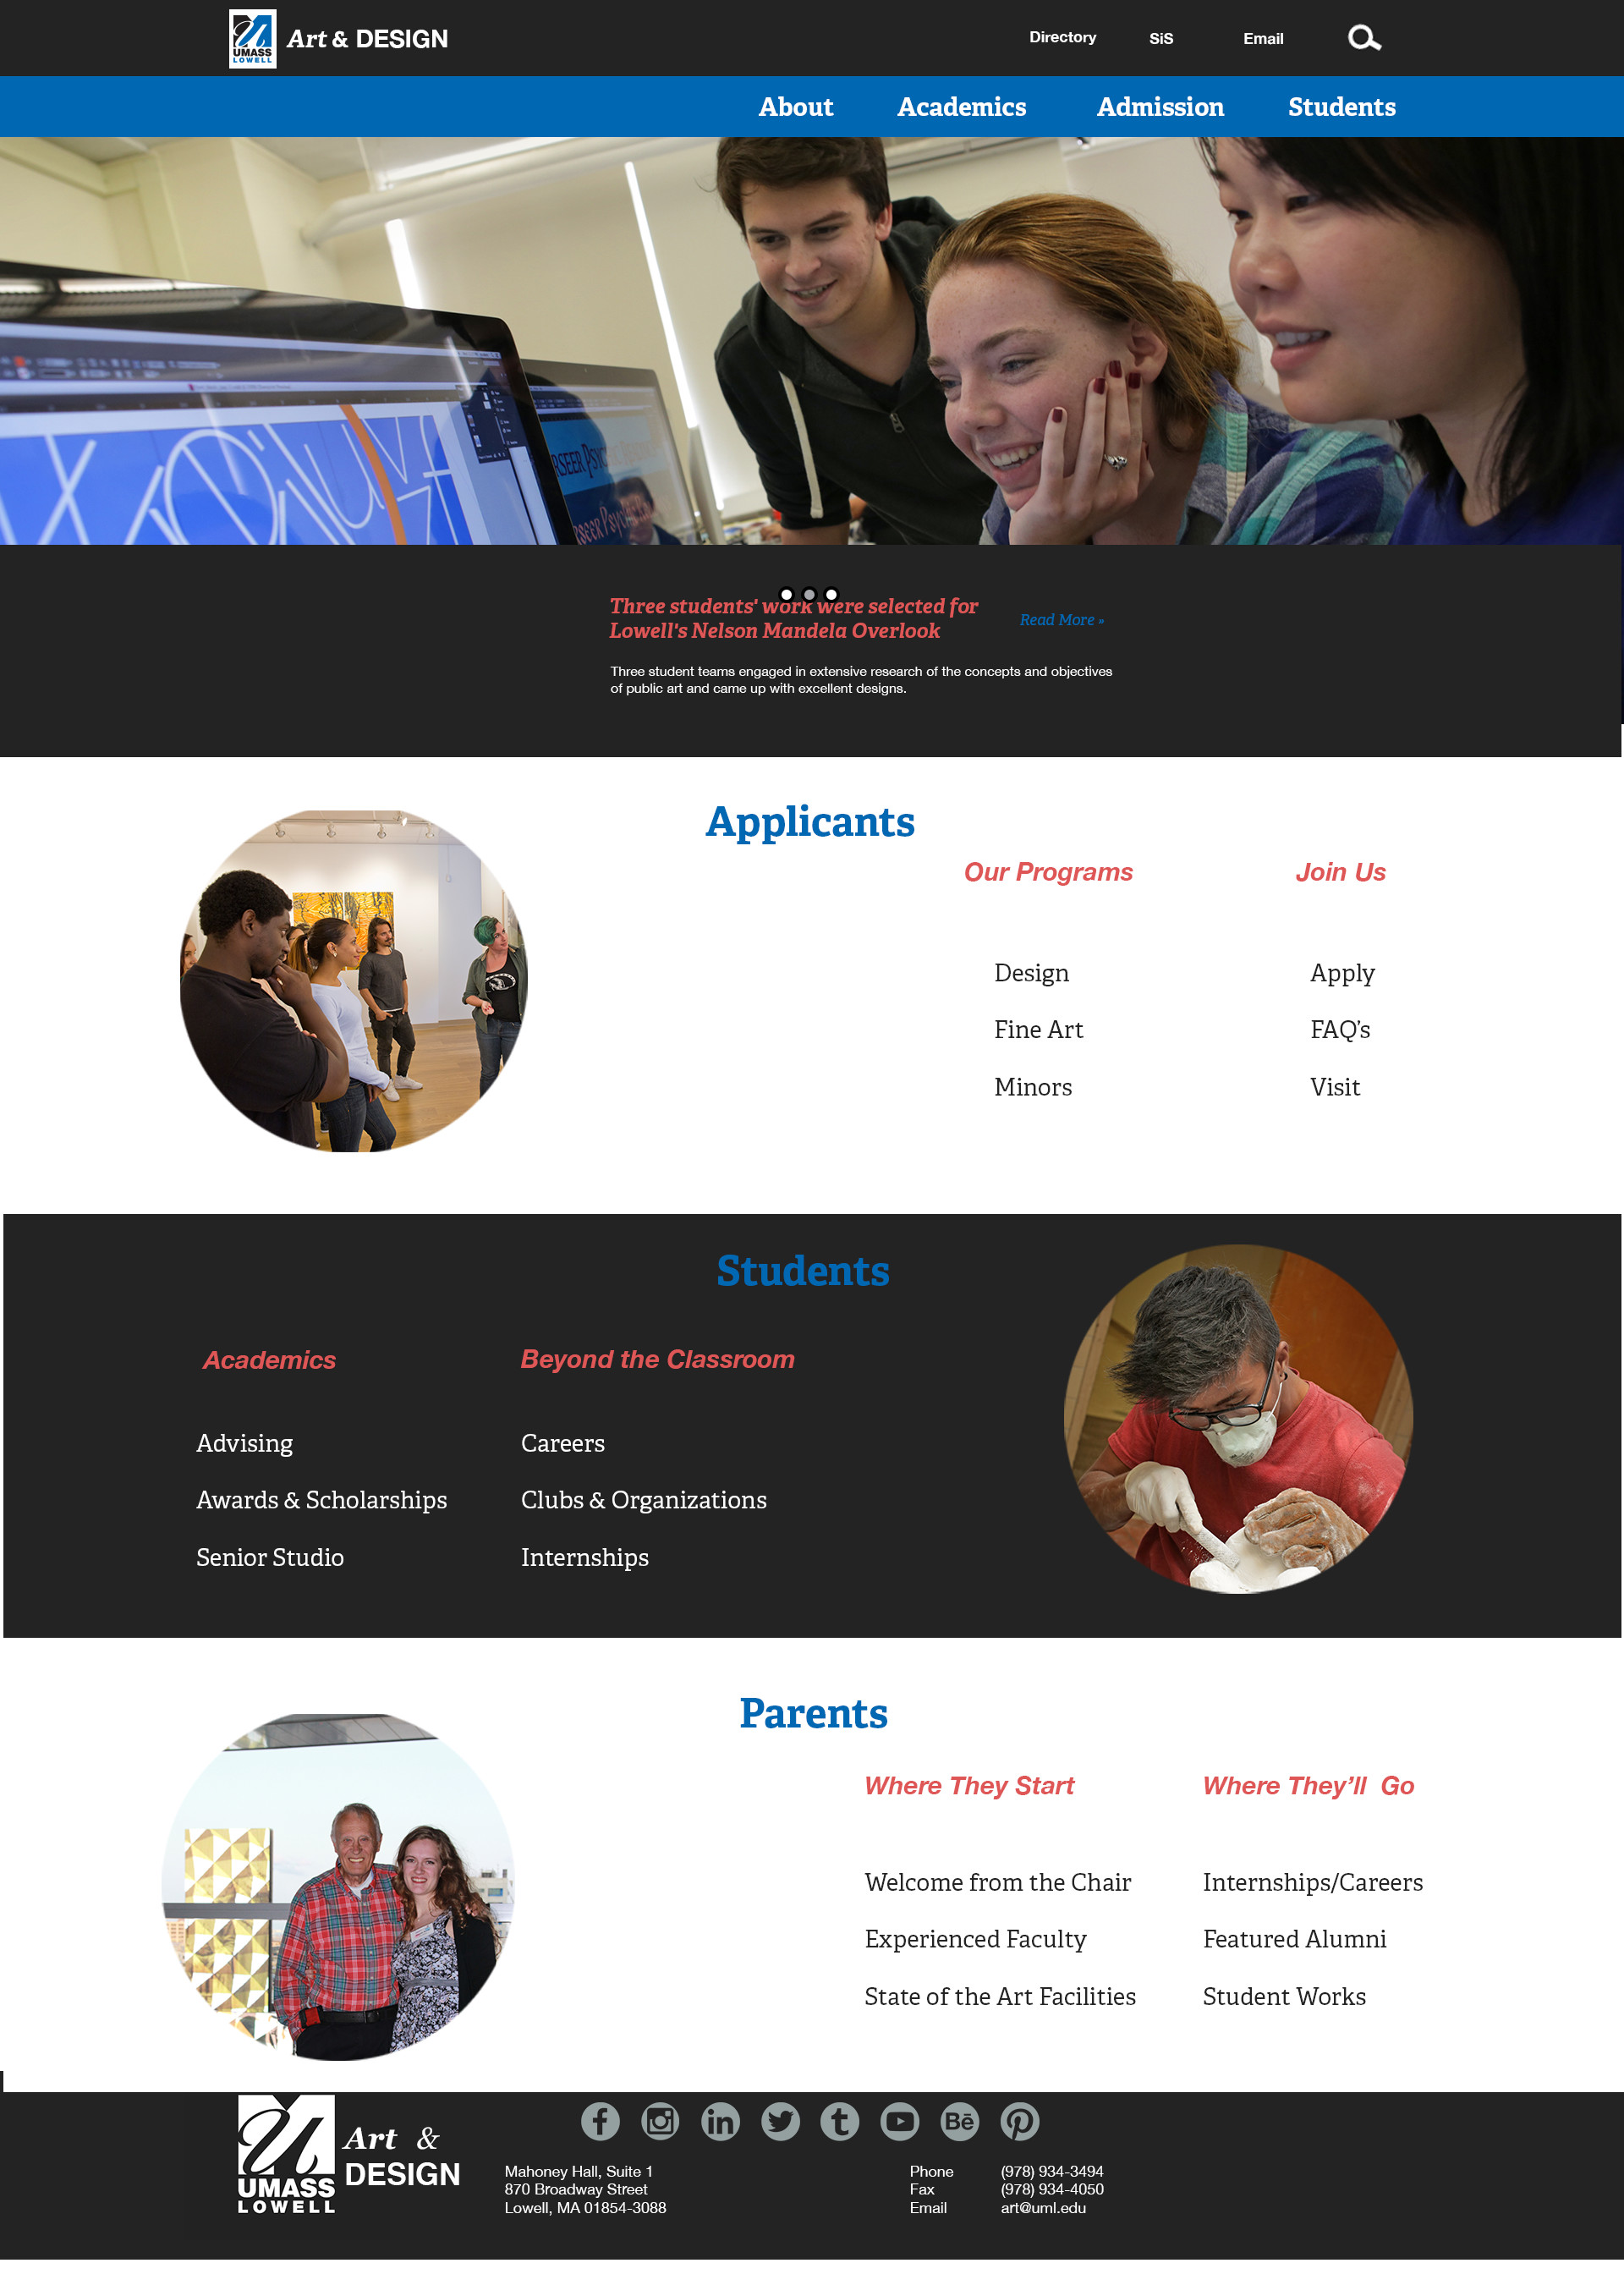 UMASS
LOWELL
Art & DESIGN
Directory
SiS
Email
About
Academics
Admission
Students
Three students' work were selected for
Lowell's Nelson Mandela Overlook
Read More »
Three student teams engaged in extensive research of the concepts and objectives
of public art and came up with excellent designs.
Applicants
Our Programs
Join Us
Design
Apply
Fine Art
FAQ’s
Minors
Visit
Students
Academics
Beyond the Classroom
Advising
Careers
Awards & Scholarships
Clubs & Organizations
Senior Studio
Internships
Parents
Where They Start
Where They’ll  Go
Welcome from the Chair
Internships/Careers
Experienced Faculty
Featured Alumni
State of the Art Facilities
Student Works
UMASS
LOWELL
Art &
DESIGN
Bē
Mahoney Hall, Suite 1
870 Broadway Street
Lowell, MA 01854-3088
Phone (978) 934-3494
Fax (978) 934-4050
Email art@uml.edu